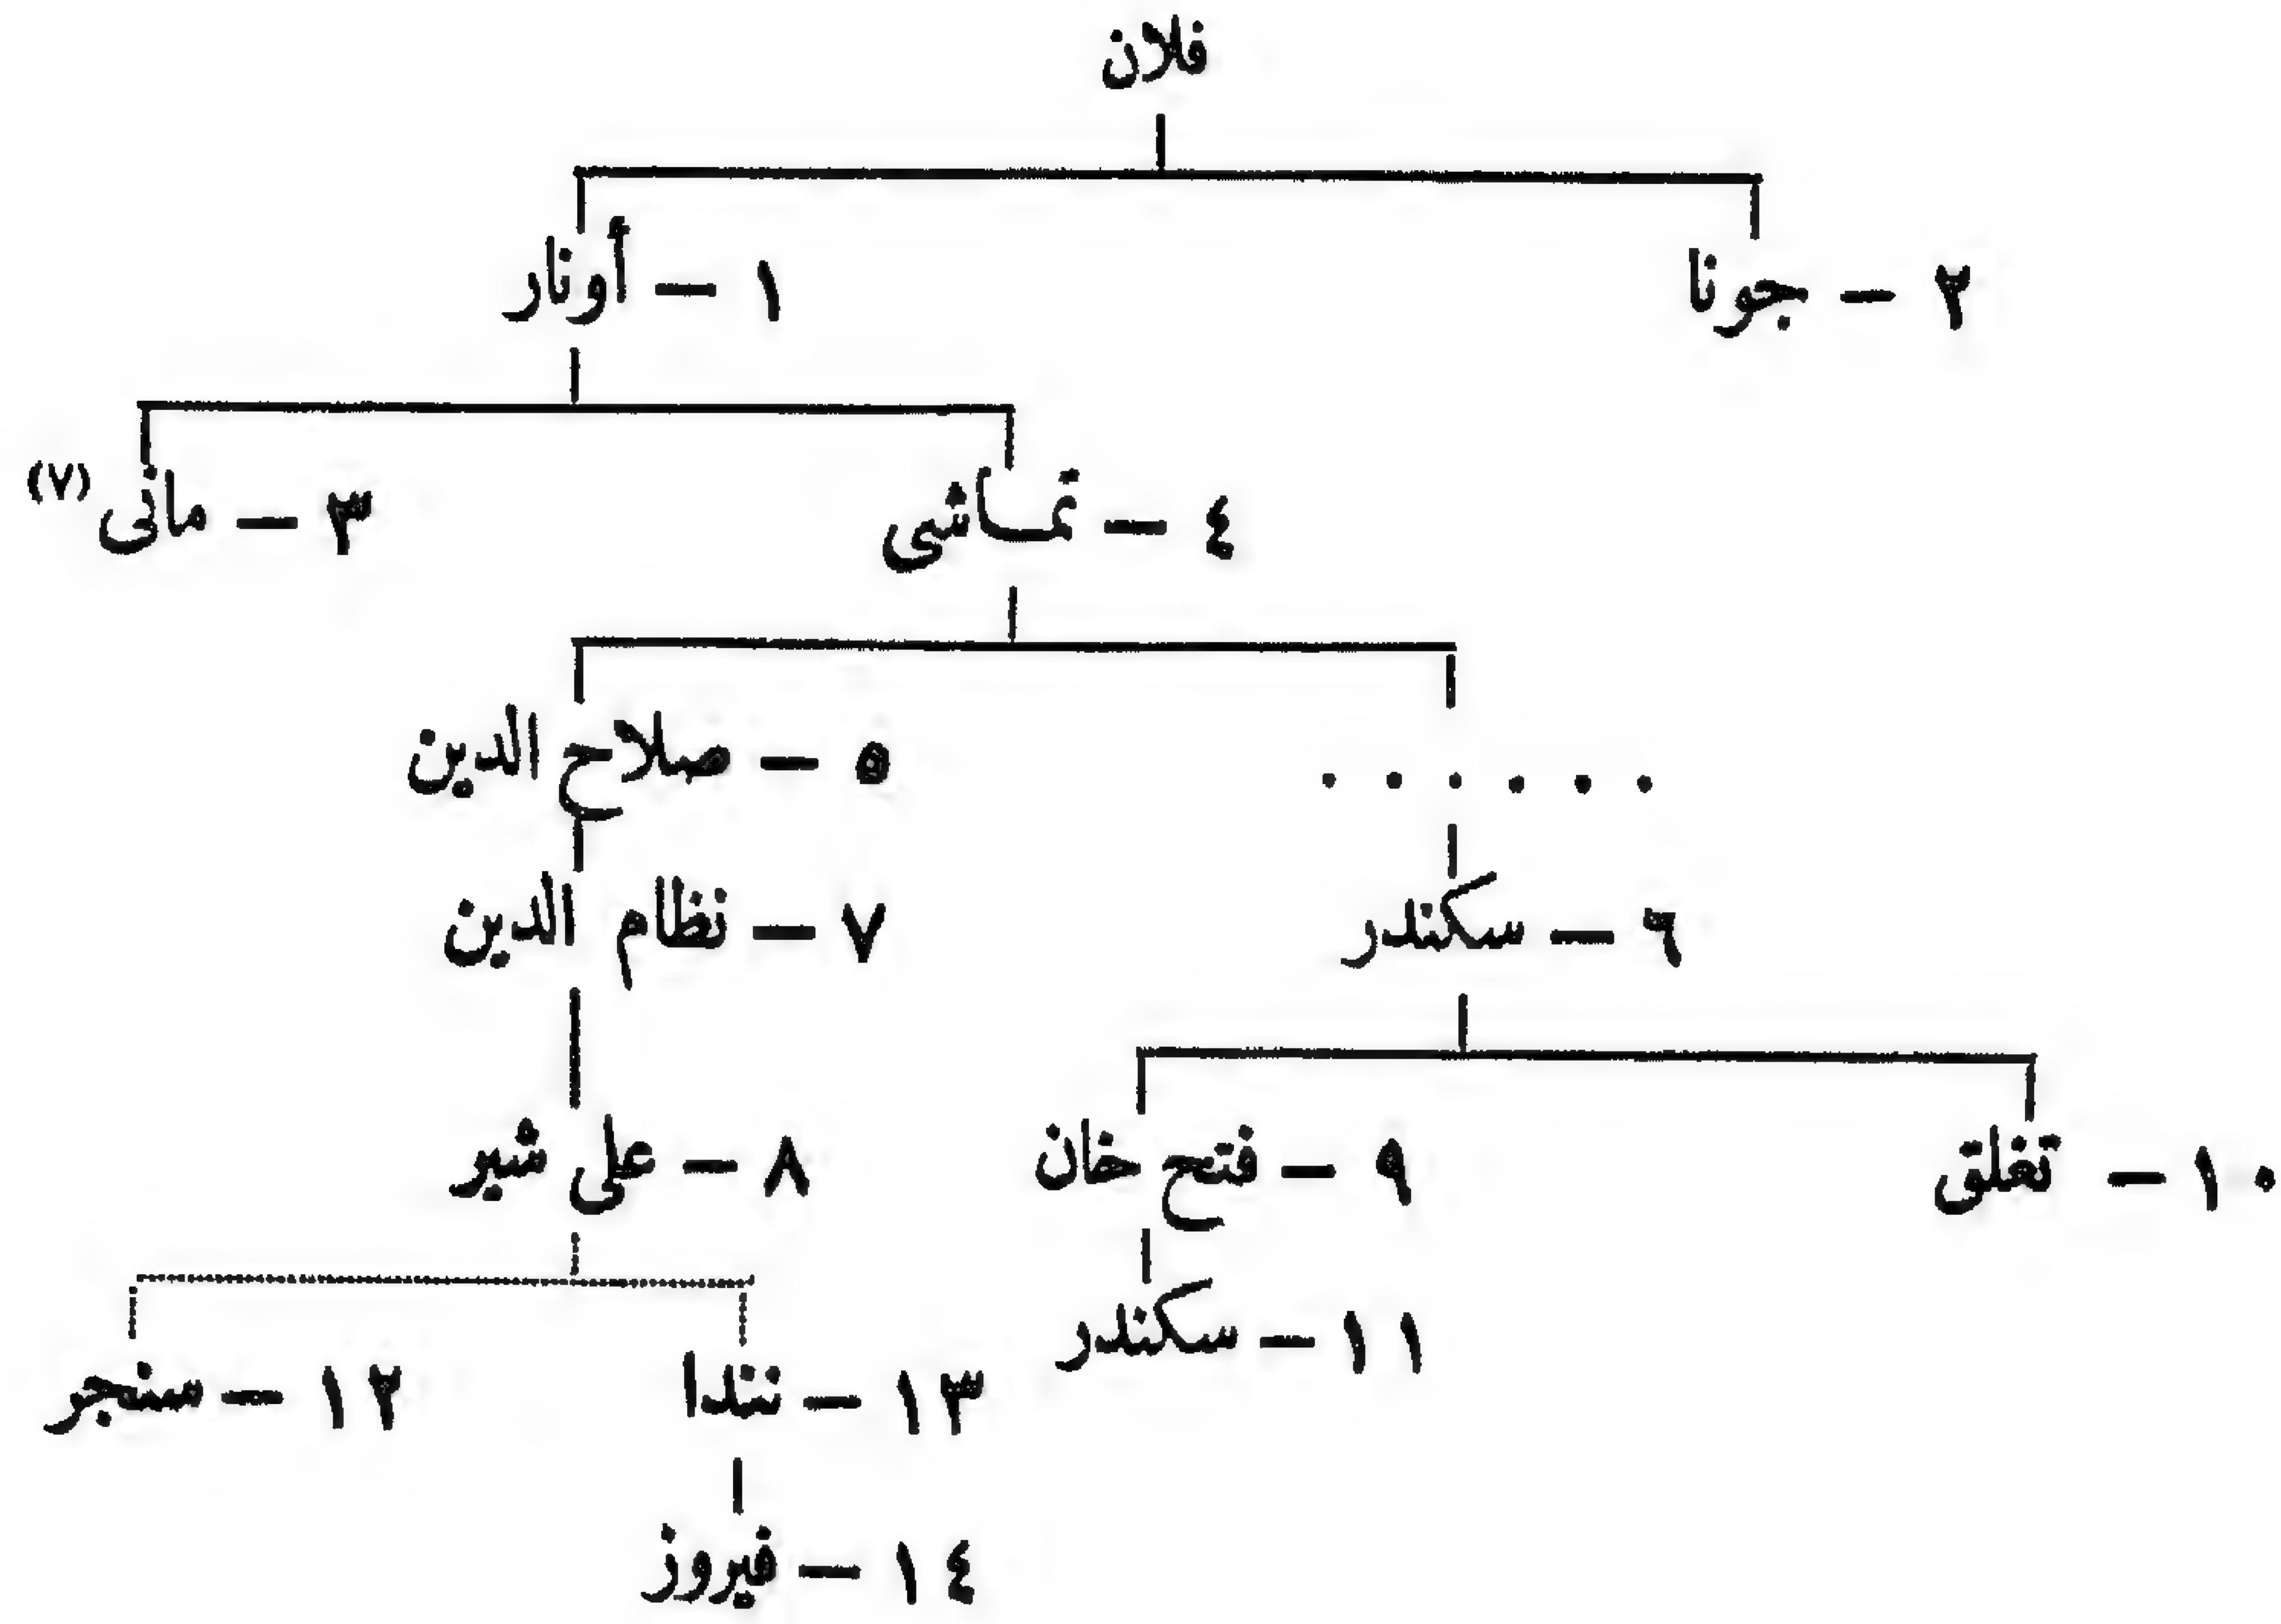 فلان
٢ – جونا
١ – أونار
٤ – تماشى
٣ – مانى (٧)
. . . . . .
٥ – صلاح الدين
٦ – سكندر
٧ – نظام الدين
١٠ – تغلق
٩ – فتح خان
٨ – على شير
١١ – سكندر
١٣ – نندا
١٢ – سنجر
١٤ – فيروز